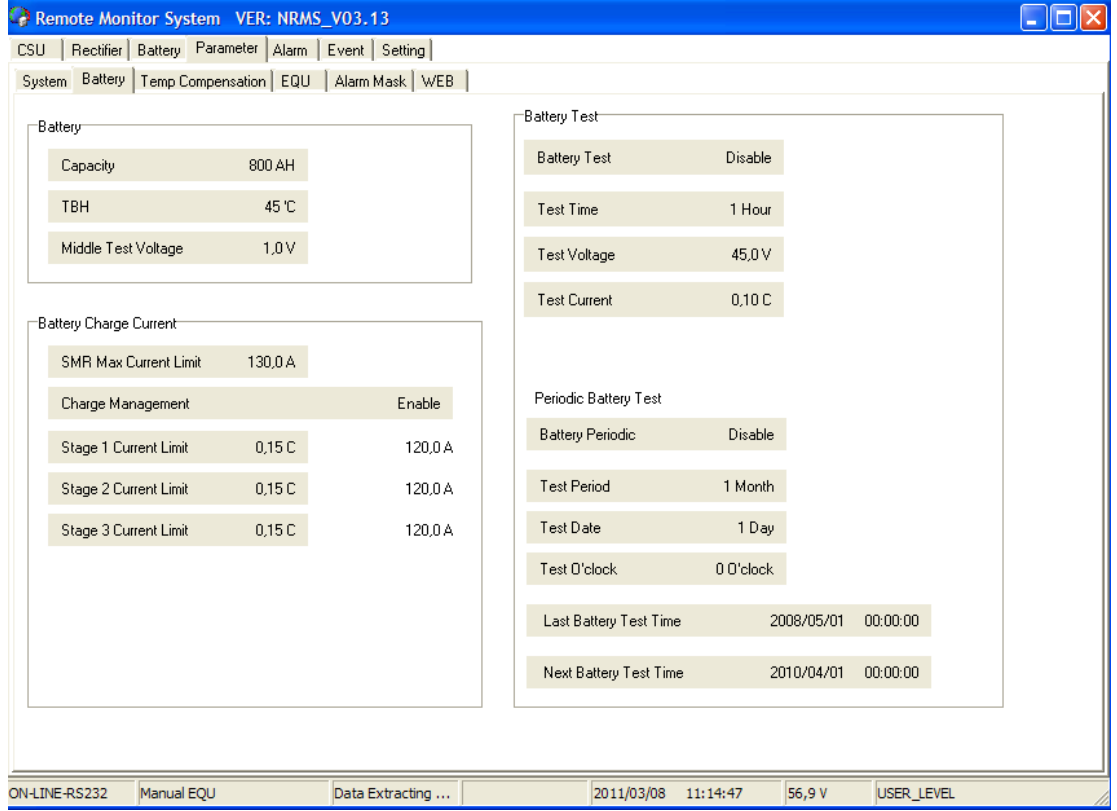 Remote Monitor System VER: NRMS_V03.13
CSU Rectifier Battery Parameter Alarm Event Setting
System Battery Temp Compensation EQU Alarm Mask WEB
Battery
Capacity 800 AH
TBH 45 'C
Middle Test Voltage 1,0 V
Battery Charge Current
SMR Max Current Limit 130,0 A
Charge Management Enable
Stage 1 Current Limit 0,15 C 120,0 A
Stage 2 Current Limit 0,15 C 120,0 A
Stage 3 Current Limit 0,15 C 120,0 A
Battery Test
Battery Test Disable
Test Time 1 Hour
Test Voltage 45,0 V
Test Current 0,10 C
Periodic Battery Test
Battery Periodic Disable
Test Period 1 Month
Test Date 1 Day
Test O'clock 0 O'clock
Last Battery Test Time 2008/05/01 00:00:00
Next Battery Test Time 2010/04/01 00:00:00
ON-LINE-RS232 Manual EQU Data Extracting ... 2011/03/08 11:14:47 56,9 V USER_LEVEL